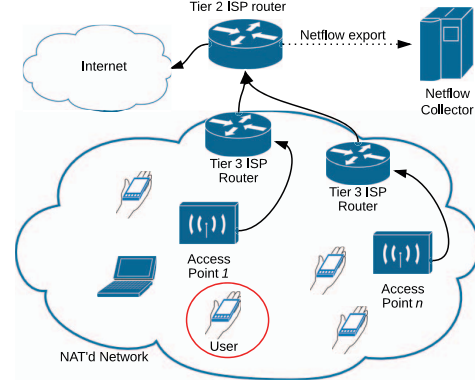 Tier 2 ISP router
Netflow export
Internet
Netflow
Collector
Tier 3 ISP
Router
Tier 3 ISP
Router
Access
Point 1
Access
Point n
User
NAT'd Network